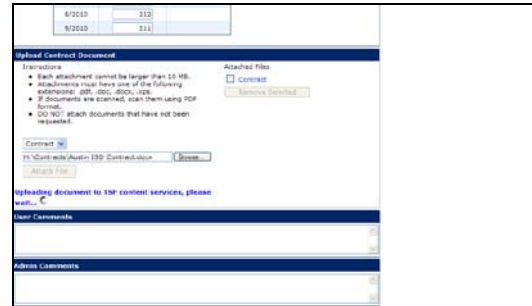 8/2010 212
9/2010 211
Upload Contract Document
Instructions
• Each attachment cannot be larger than 10 MB.
• Attachments must have one of the following
extensions: .pdf, .doc, .docx, .xps.
• If documents are scanned, scan them using PDF
format.
• DO NOT attach documents that have not been
requested.
Attached Files
Contract
Remove Selected
Contract
H:\Contracts\Austin ISD Contract.docx Browse...
Attach File
Uploading document to TSP content services, please
wait...
User Comments
Admin Comments